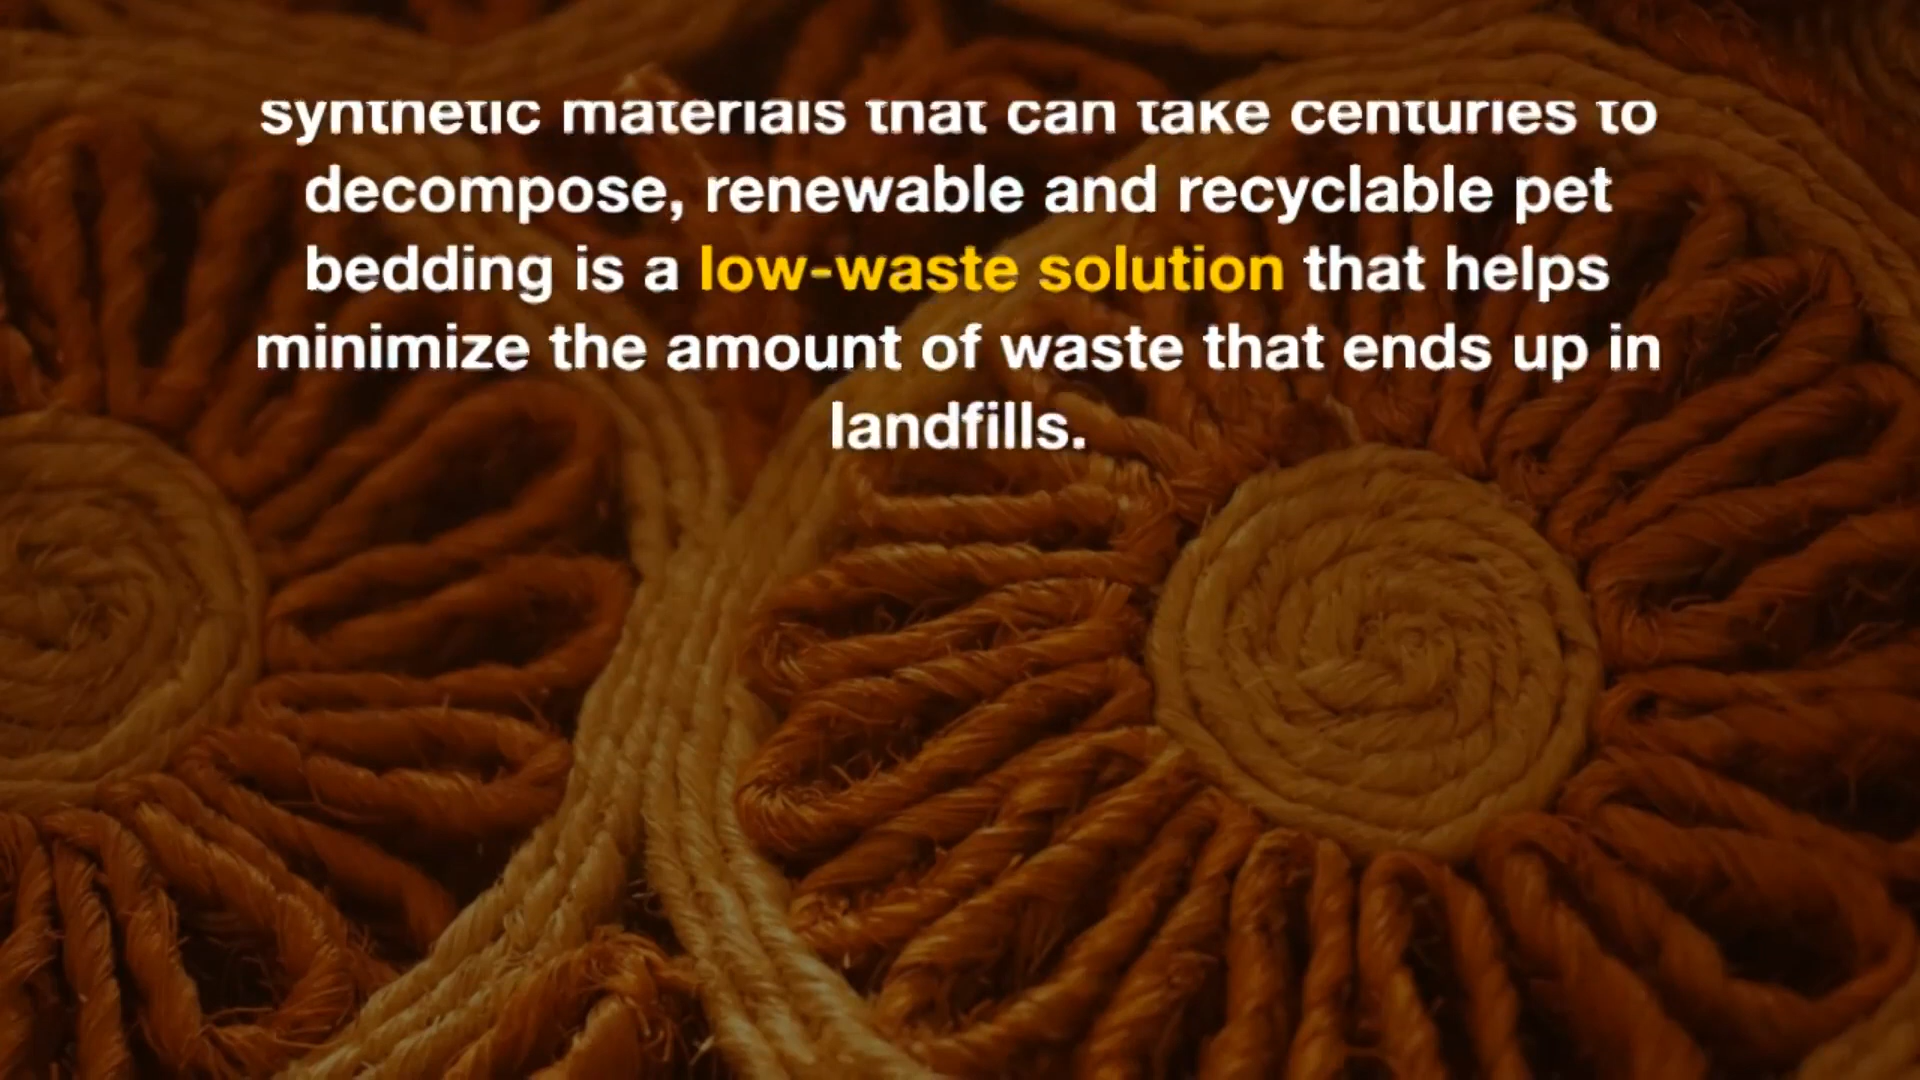 synthetic materials that can take centuries to
decompose, renewable and recyclable pet
bedding is a low-waste solution that helps
minimize the amount of waste that ends up in
landfills.